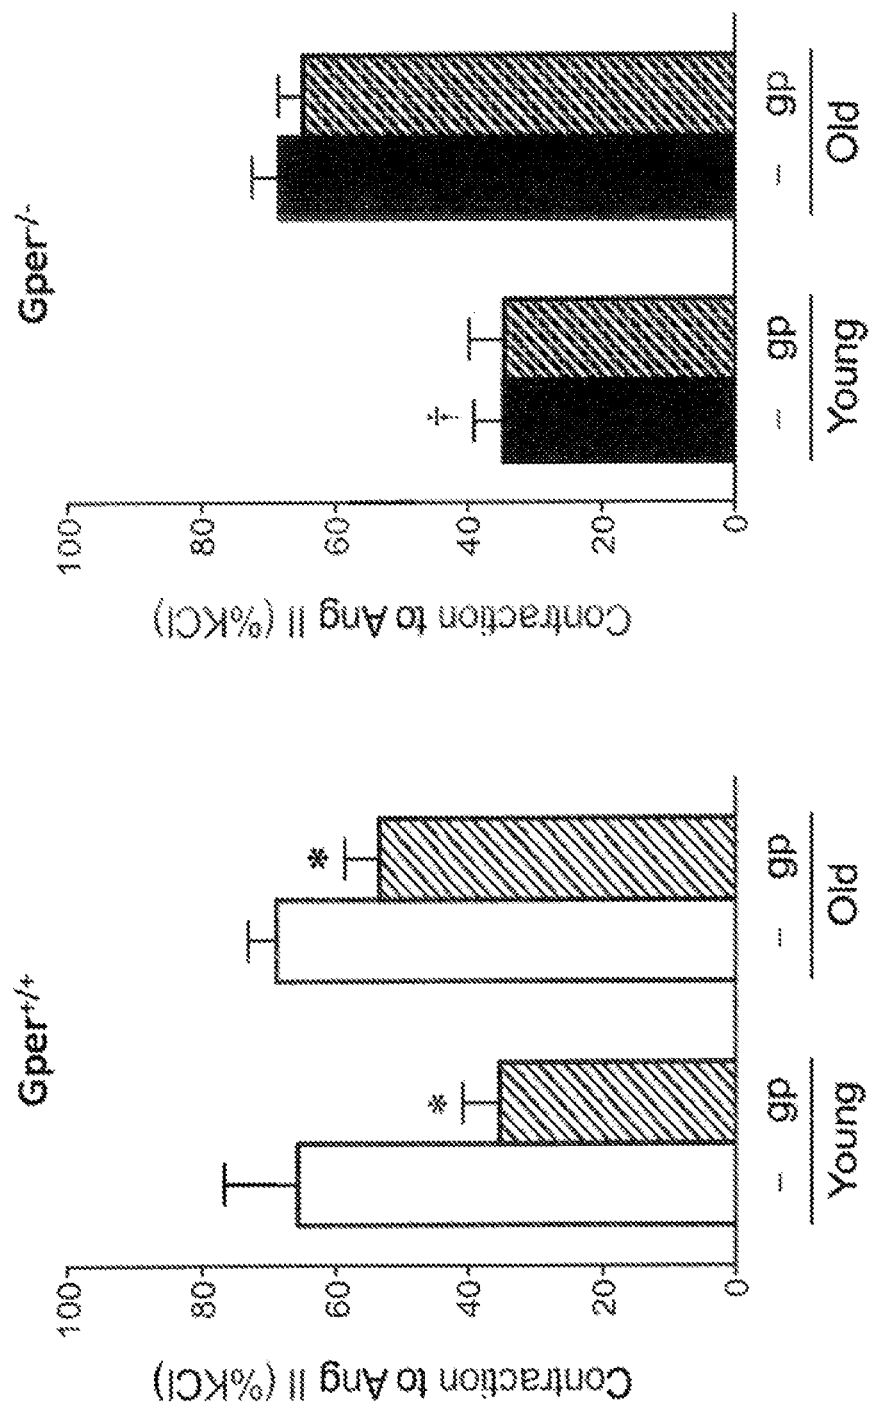 Gper+/+
Contraction to Ang II (%KCl)
100
80
60
40
20
0
*
*
– gp – gp
Young Old
Gper-/-
Contraction to Ang II (%KCl)
100
80
60
40
20
0
†
– gp – gp
Young Old